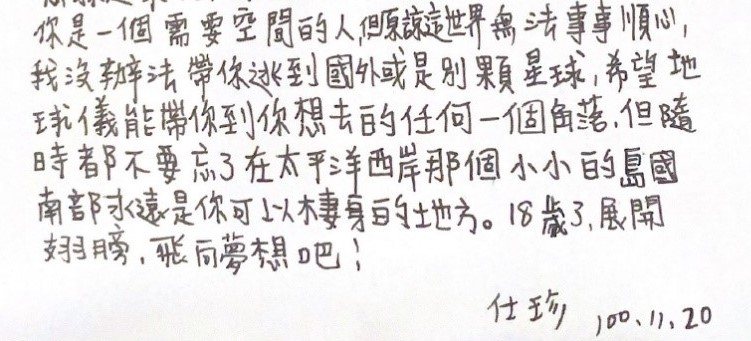 你是一個需要空間的人,但原諒這世界無法事事順心,
我沒辦法帶你逃到國外或是別顆星球,希望地
球儀能帶你到你想去的任何一個角落,但隨
時都不要忘了在太平洋西岸那個小小的島國
南部永遠是你可以棲身的地方。18歲了,展開
翅膀,飛向夢想吧!
仕珍 100.11.20